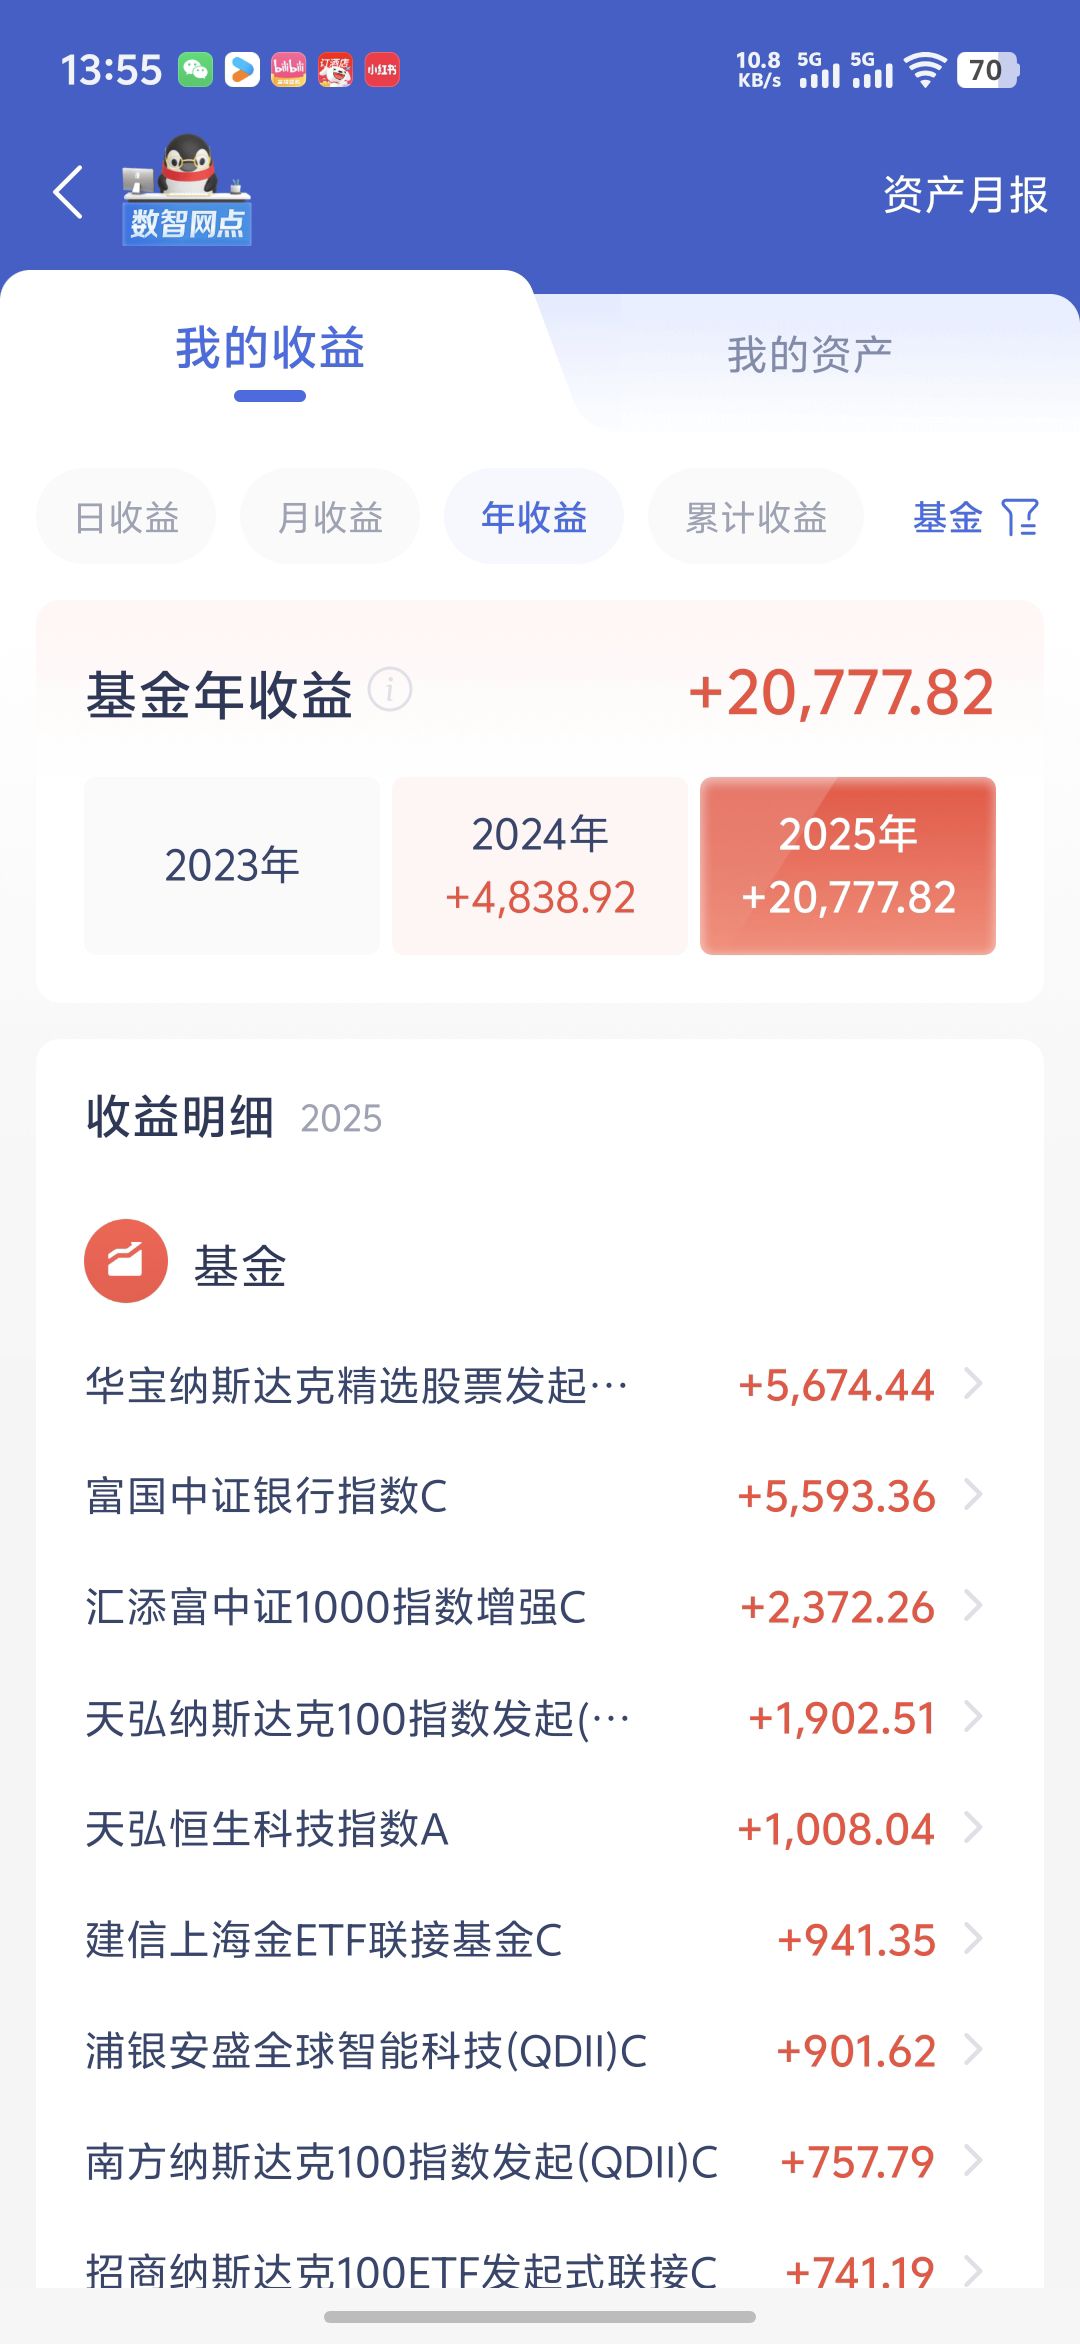 13:55
bilibili
订酒店
小红书
10.8 KB/s
5G
5G
70
数智网点
资产月报
我的收益
我的资产
日收益
月收益
年收益
累计收益
基金
基金年收益
+20,777.82
2023年
2024年
+4,838.92
2025年
+20,777.82
收益明细 2025
基金
华宝纳斯达克精选股票发起… +5,674.44
富国中证银行指数C +5,593.36
汇添富中证1000指数增强C +2,372.26
天弘纳斯达克100指数发起(… +1,902.51
天弘恒生科技指数A +1,008.04
建信上海金ETF联接基金C +941.35
浦银安盛全球智能科技(QDII)C +901.62
南方纳斯达克100指数发起(QDII)C +757.79
招商纳斯达克100ETF发起式联接C +741.19